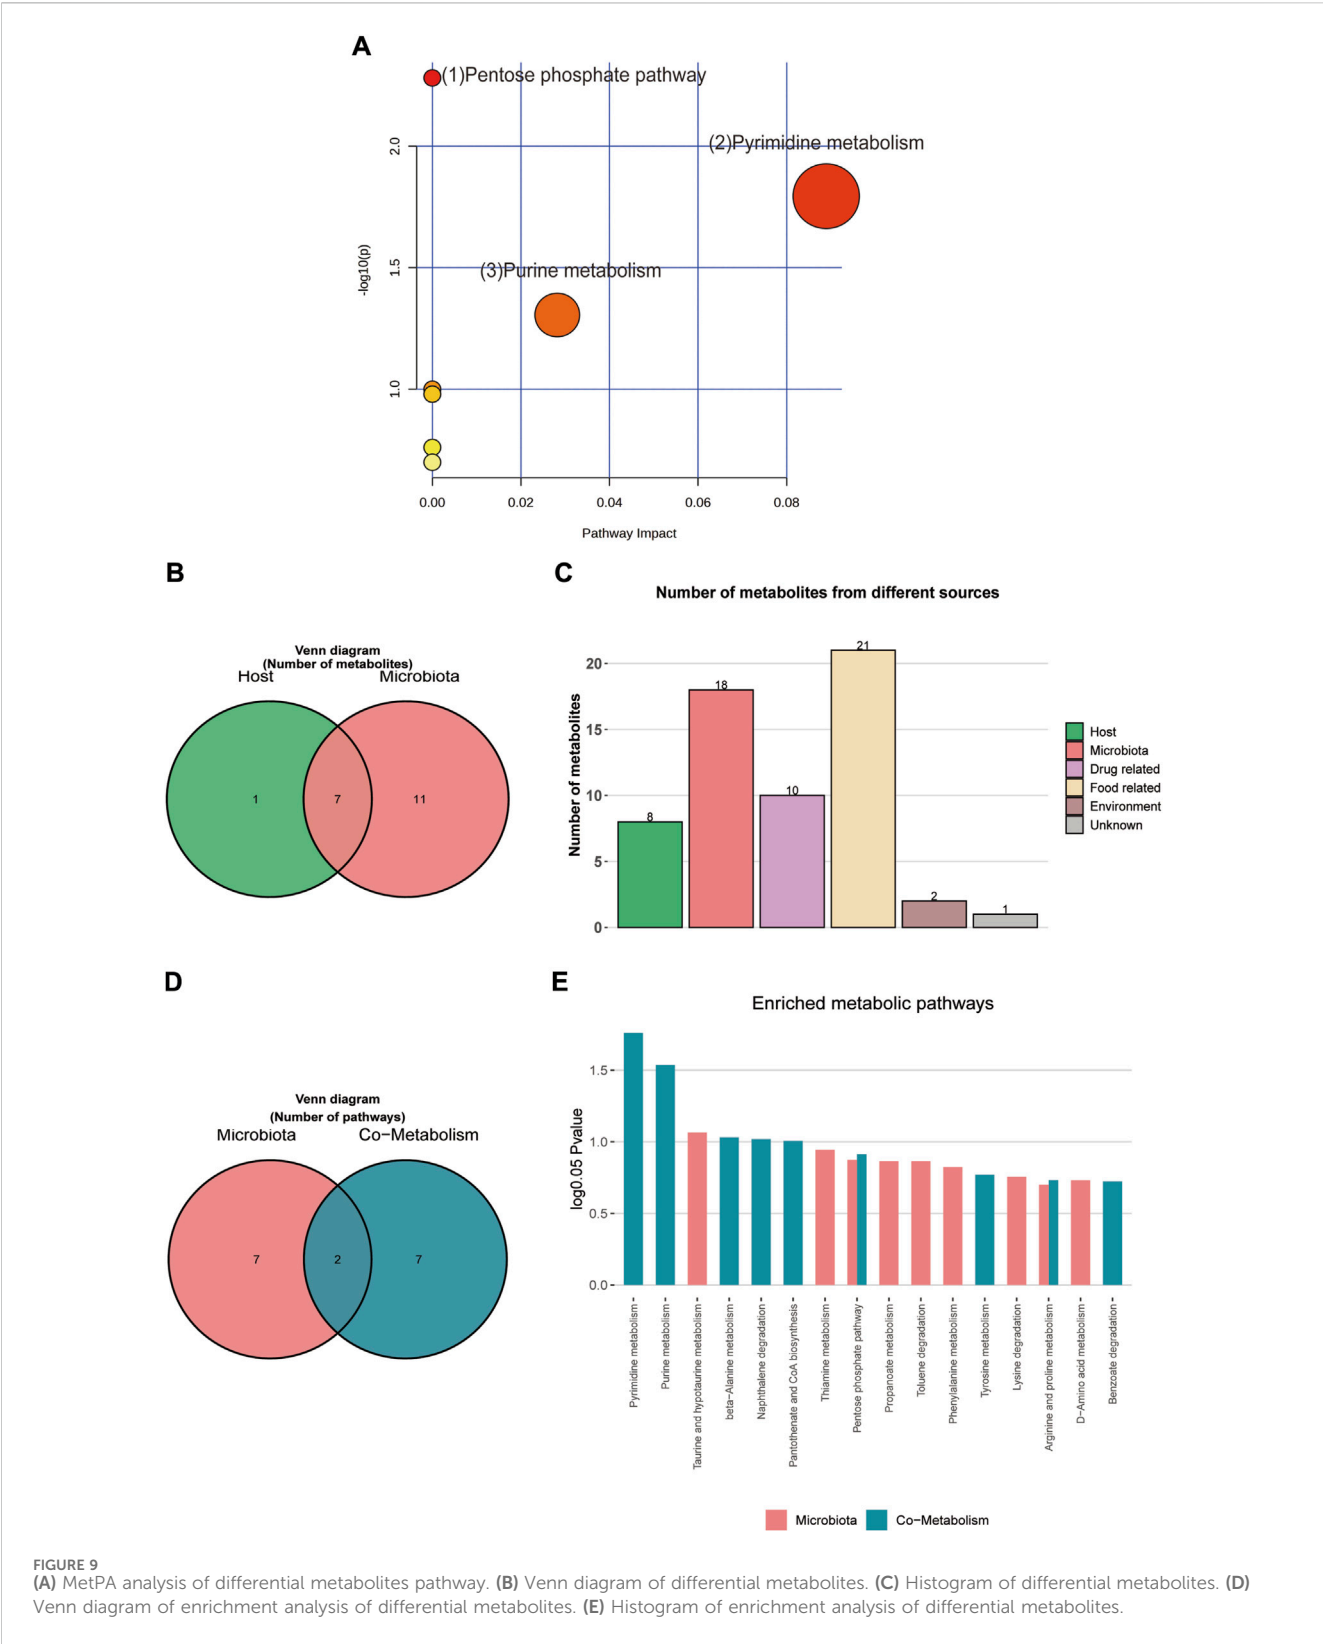 A
(1)Pentose phosphate pathway
(2)Pyrimidine metabolism
(3)Purine metabolism
-log10(p)
2.0
1.5
1.0
0.00 0.02 0.04 0.06 0.08
Pathway Impact
B
Venn diagram
(Number of metabolites)
Host Microbiota
1 7 11
C
Number of metabolites from different sources
Number of metabolites
20
15
10
5
0
8 18 10 21 2 1
Host
Microbiota
Drug related
Food related
Environment
Unknown
D
Venn diagram
(Number of pathways)
Microbiota Co−Metabolism
7 2 7
E
Enriched metabolic pathways
log0.05 Pvalue
1.5
1.0
0.5
0.0
Pyrimidine metabolism
Purine metabolism
Taurine and hypotaurine metabolism
beta−Alanine metabolism
Naphthalene degradation
Pantothenate and CoA biosynthesis
Thiamine metabolism
Pentose phosphate pathway
Propanoate metabolism
Toluene degradation
Phenylalanine metabolism
Tyrosine metabolism
Lysine degradation
Arginine and proline metabolism
D−Amino acid metabolism
Benzoate degradation
Microbiota Co−Metabolism
FIGURE 9
(A) MetPA analysis of differential metabolites pathway. (B) Venn diagram of differential metabolites. (C) Histogram of differential metabolites. (D)
Venn diagram of enrichment analysis of differential metabolites. (E) Histogram of enrichment analysis of differential metabolites.